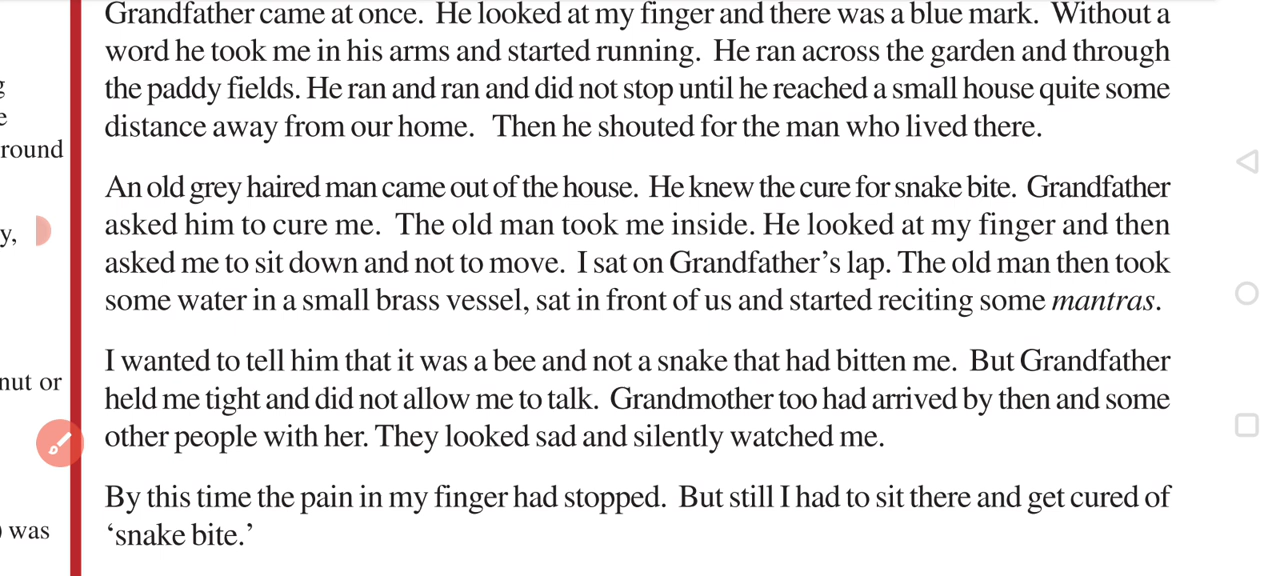 Grandfather came at once. He looked at my finger and there was a blue mark. Without a
word he took me in his arms and started running. He ran across the garden and through
the paddy fields. He ran and ran and did not stop until he reached a small house quite some
distance away from our home. Then he shouted for the man who lived there.
An old grey haired man came out of the house. He knew the cure for snake bite. Grandfather
asked him to cure me. The old man took me inside. He looked at my finger and then
asked me to sit down and not to move. I sat on Grandfather's lap. The old man then took
some water in a small brass vessel, sat in front of us and started reciting some mantras.
I wanted to tell him that it was a bee and not a snake that had bitten me. But Grandfather
held me tight and did not allow me to talk. Grandmother too had arrived by then and some
other people with her. They looked sad and silently watched me.
By this time the pain in my finger had stopped. But still I had to sit there and get cured of
‘snake bite.’
round
y,
nut or
was